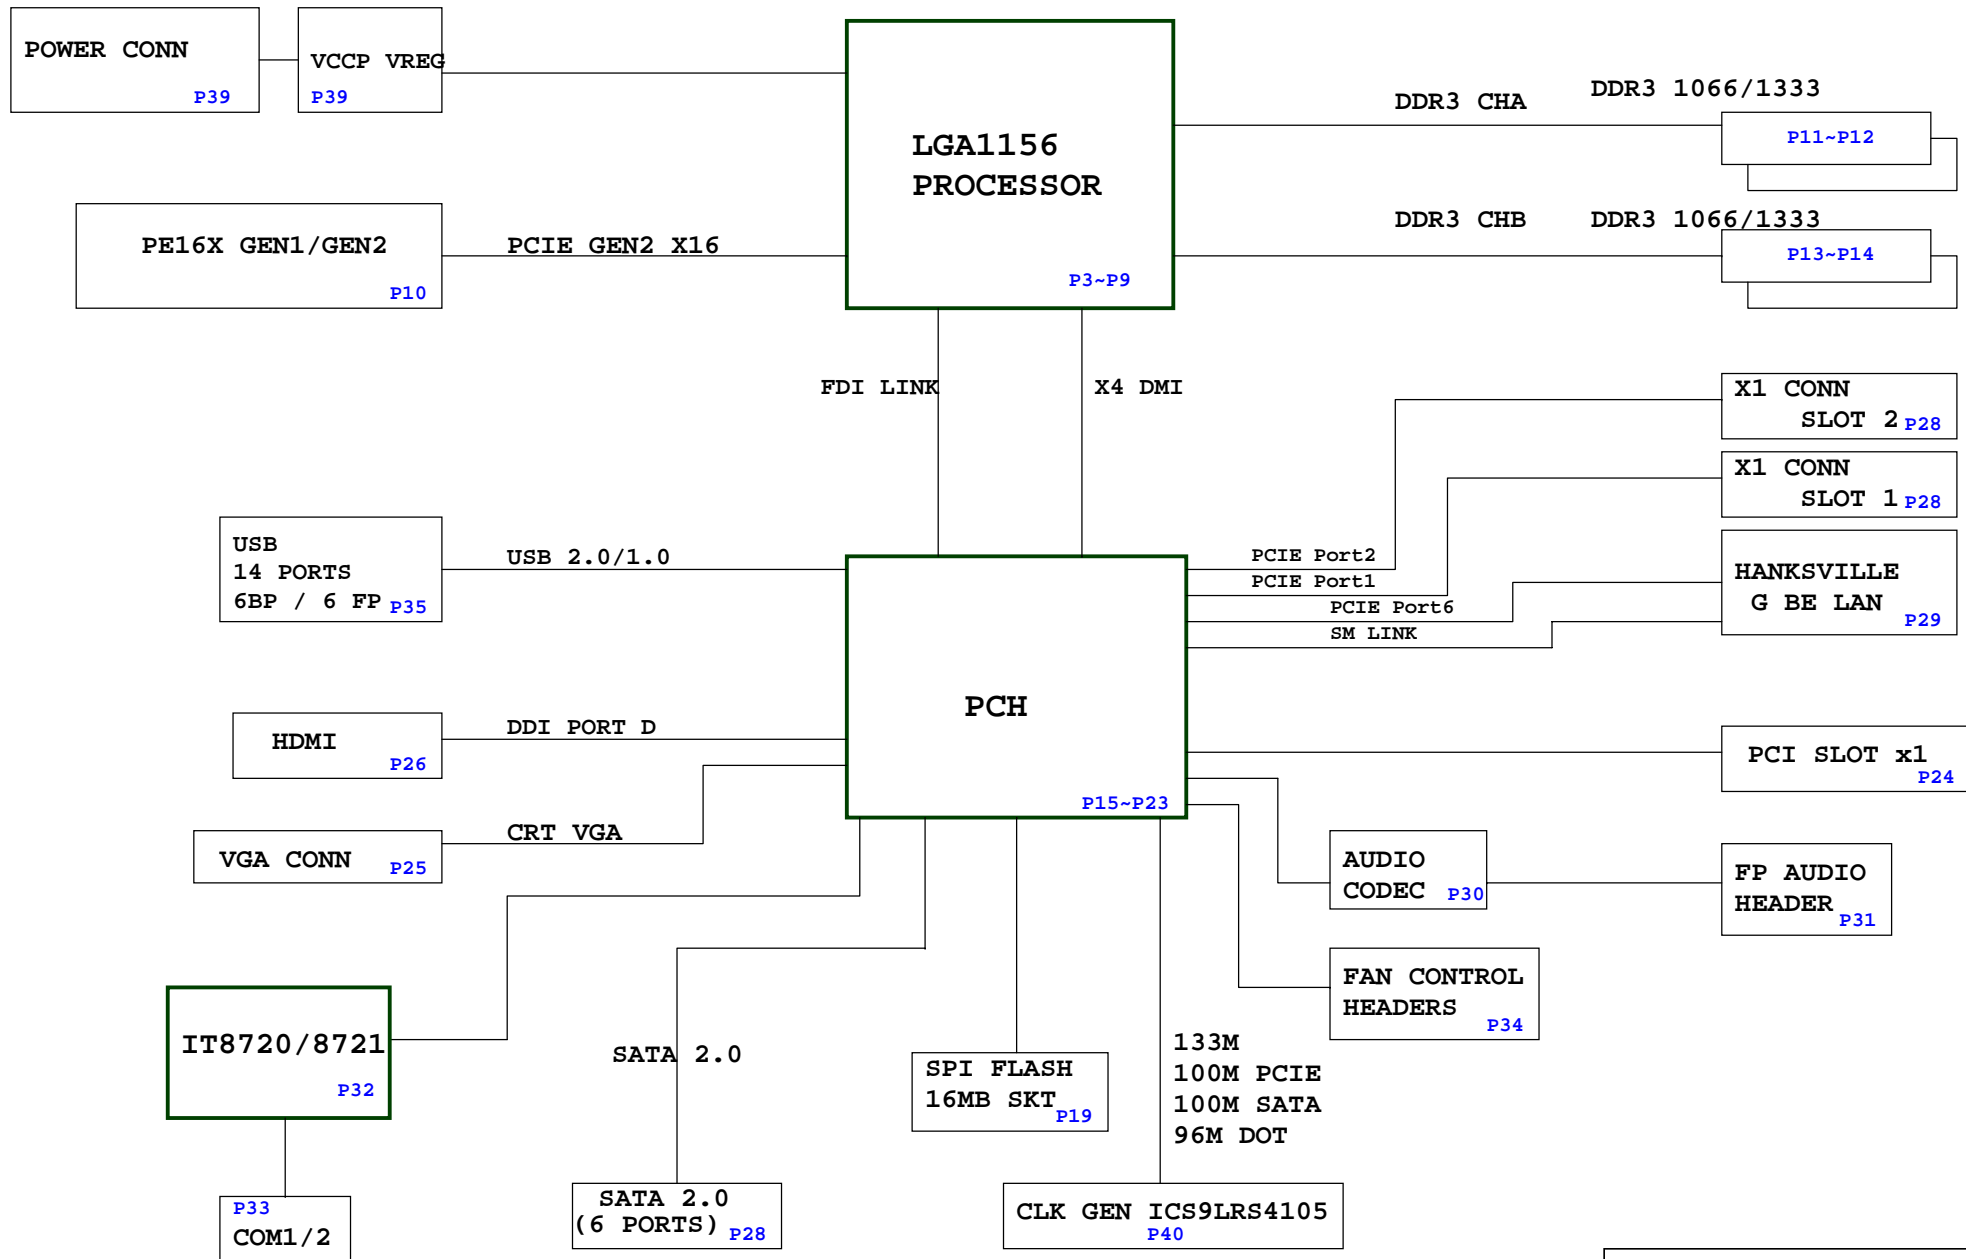 POWER CONN
P39
VCCP VREG
P39
LGA1156
PROCESSOR
P3~P9
DDR3 CHA
DDR3 1066/1333
P11~P12
DDR3 CHB
DDR3 1066/1333
P13~P14
PE16X GEN1/GEN2
P10
PCIE GEN2 X16
FDI LINK
X4 DMI
X1 CONN
SLOT 2 P28
X1 CONN
SLOT 1 P28
USB
14 PORTS
6BP / 6 FP P35
USB 2.0/1.0
PCIE Port2
PCIE Port1
PCIE Port6
SM LINK
HANKSVILLE
G BE LAN
P29
PCH
P15~P23
HDMI
P26
DDI PORT D
PCI SLOT x1
P24
VGA CONN P25
CRT VGA
AUDIO
CODEC P30
FP AUDIO
HEADER P31
FAN CONTROL
HEADERS
P34
IT8720/8721
P32
SATA 2.0
SPI FLASH
16MB SKT P19
133M
100M PCIE
100M SATA
96M DOT
P33
COM1/2
SATA 2.0
(6 PORTS) P28
CLK GEN ICS9LRS4105
P40